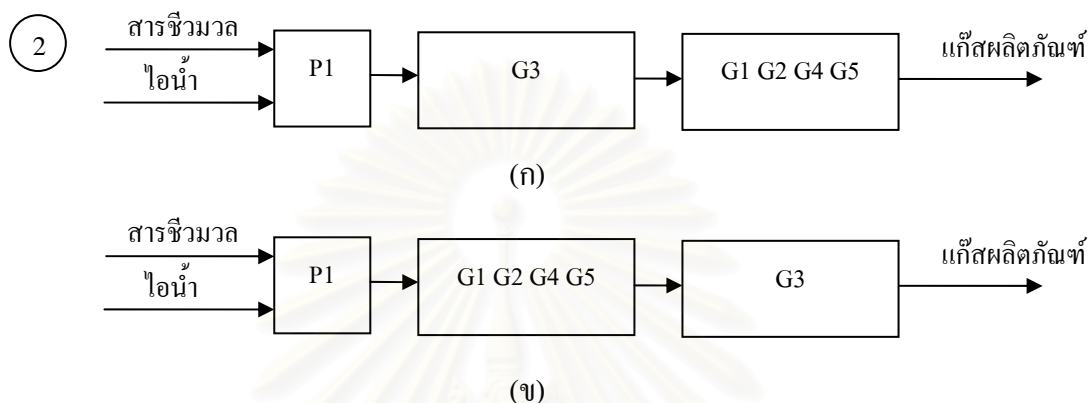 2
สารชีวมวล
ไอน้ำ
P1
G3
G1 G2 G4 G5
แก๊สผลิตภัณฑ์
(ก)
สารชีวมวล
ไอน้ำ
P1
G1 G2 G4 G5
G3
แก๊สผลิตภัณฑ์
(ข)